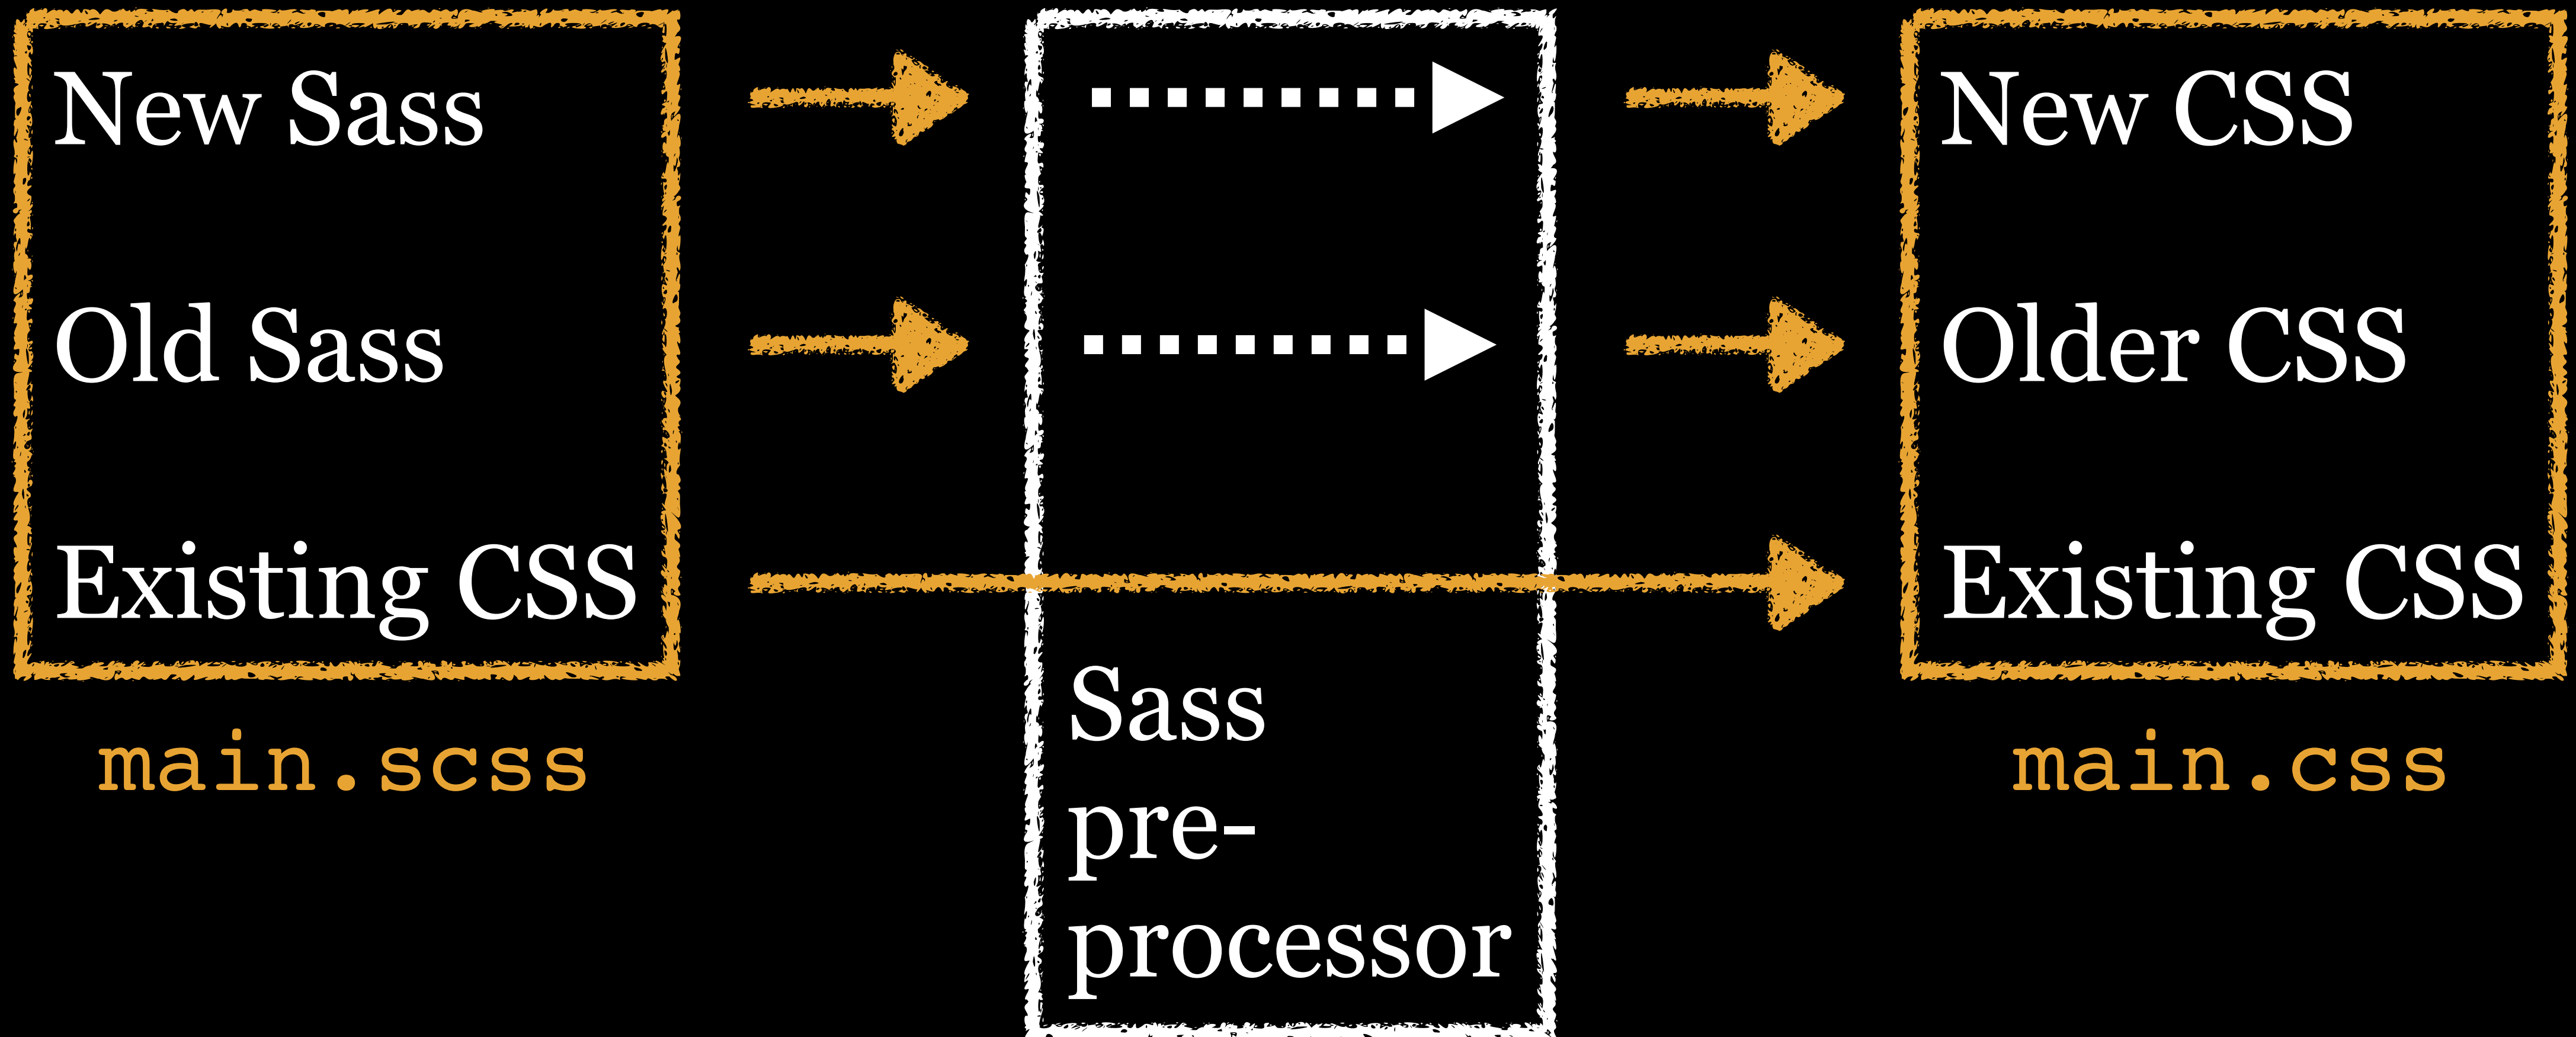 New Sass
Old Sass
Existing CSS
main.scss
Sass
pre-
processor
New CSS
Older CSS
Existing CSS
main.css